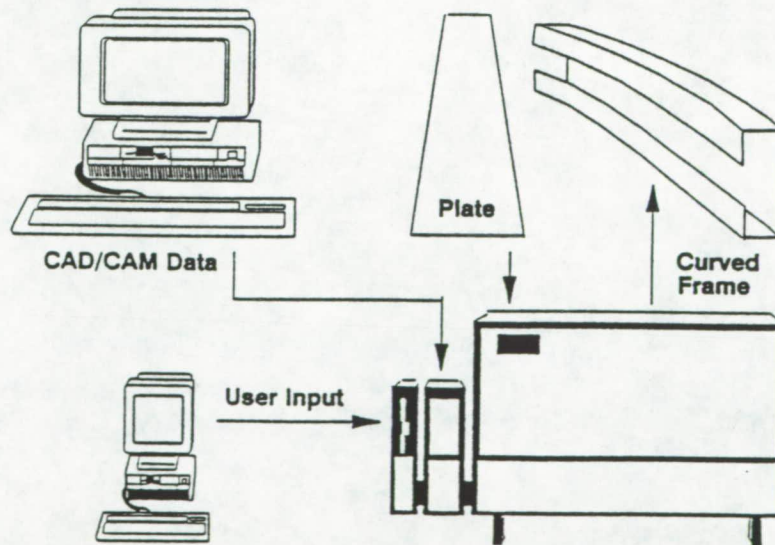 Plate
CAD/CAM Data
Curved
Frame
User Input